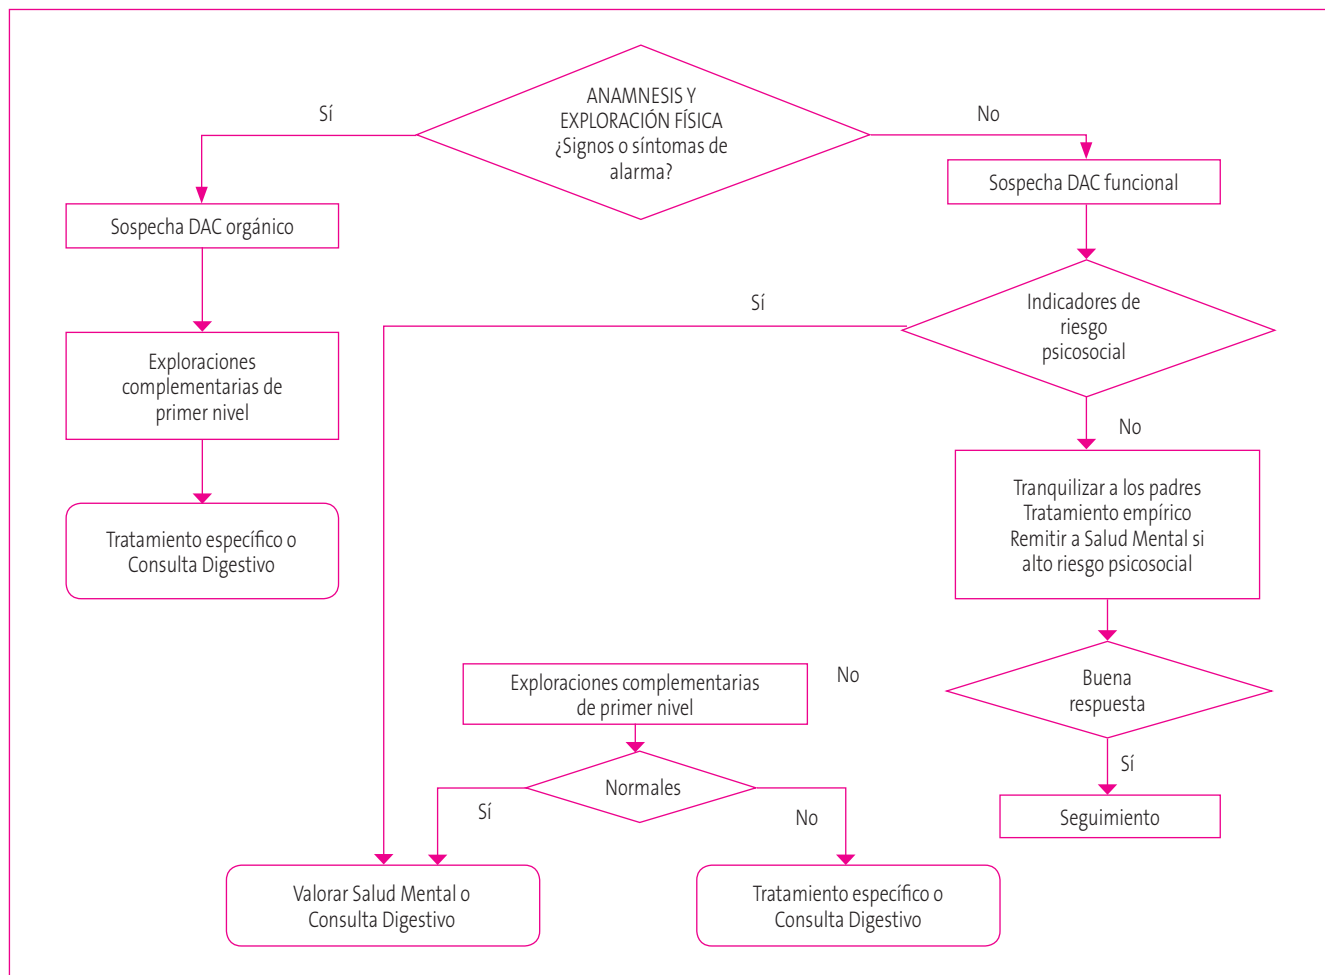 ANAMNESIS Y
EXPLORACIÓN FÍSICA
¿Signos o síntomas de
alarma?
Sí
No
Sospecha DAC orgánico
Sospecha DAC funcional
Exploraciones
complementarias de
primer nivel
Tratamiento específico o
Consulta Digestivo
Indicadores de
riesgo
psicosocial
Sí
No
Tranquilizar a los padres
Tratamiento empírico
Remitir a Salud Mental si
alto riesgo psicosocial
Buena
respuesta
No
Sí
Seguimiento
Exploraciones complementarias
de primer nivel
Normales
Sí
No
Valorar Salud Mental o
Consulta Digestivo
Tratamiento específico o
Consulta Digestivo